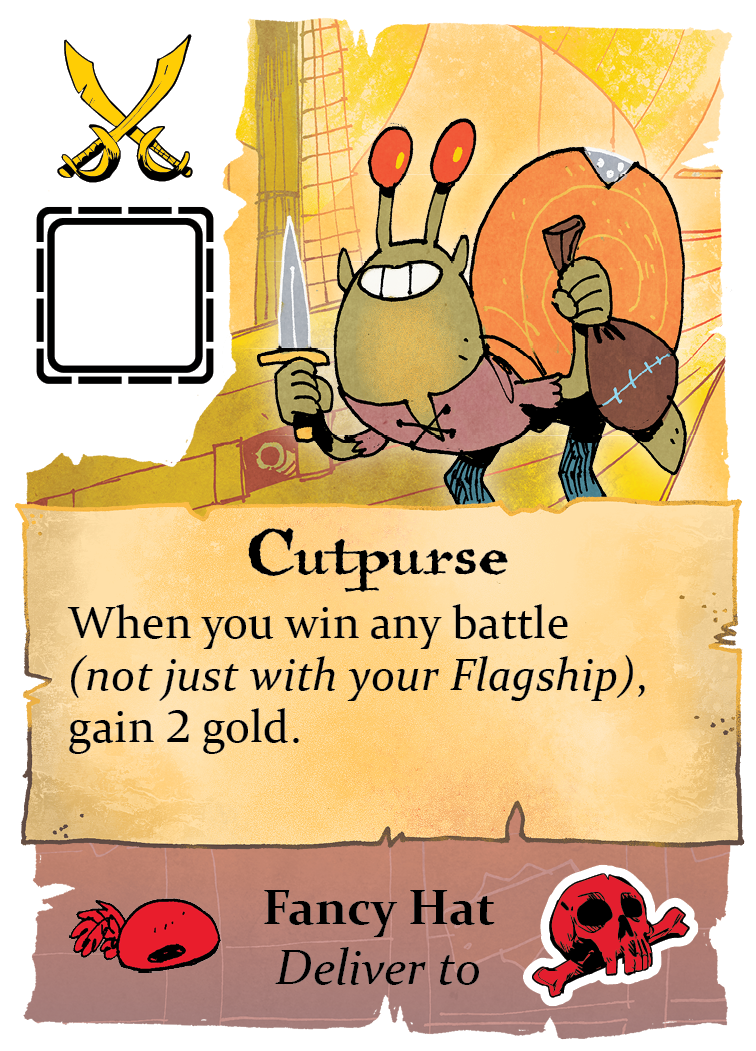 Cutpurse
When you win any battle
(not just with your Flagship),
gain 2 gold.
Fancy Hat
Deliver to